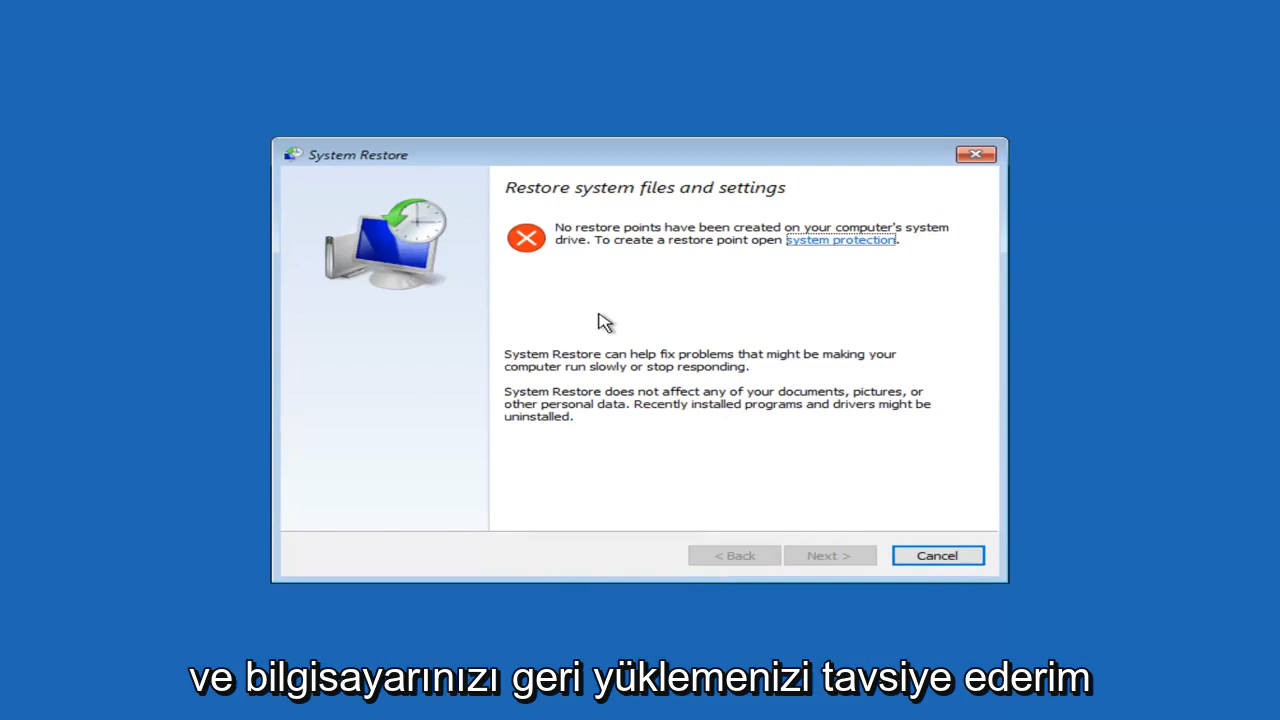 System Restore
Restore system files and settings
No restore points have been created on your computer's system
drive. To create a restore point open system protection.
System Restore can help fix problems that might be making your
computer run slowly or stop responding.
System Restore does not affect any of your documents, pictures, or
other personal data. Recently installed programs and drivers might be
uninstalled.
< Back Next > Cancel
ve bilgisayarınızı geri yüklemenizi tavsiye ederim